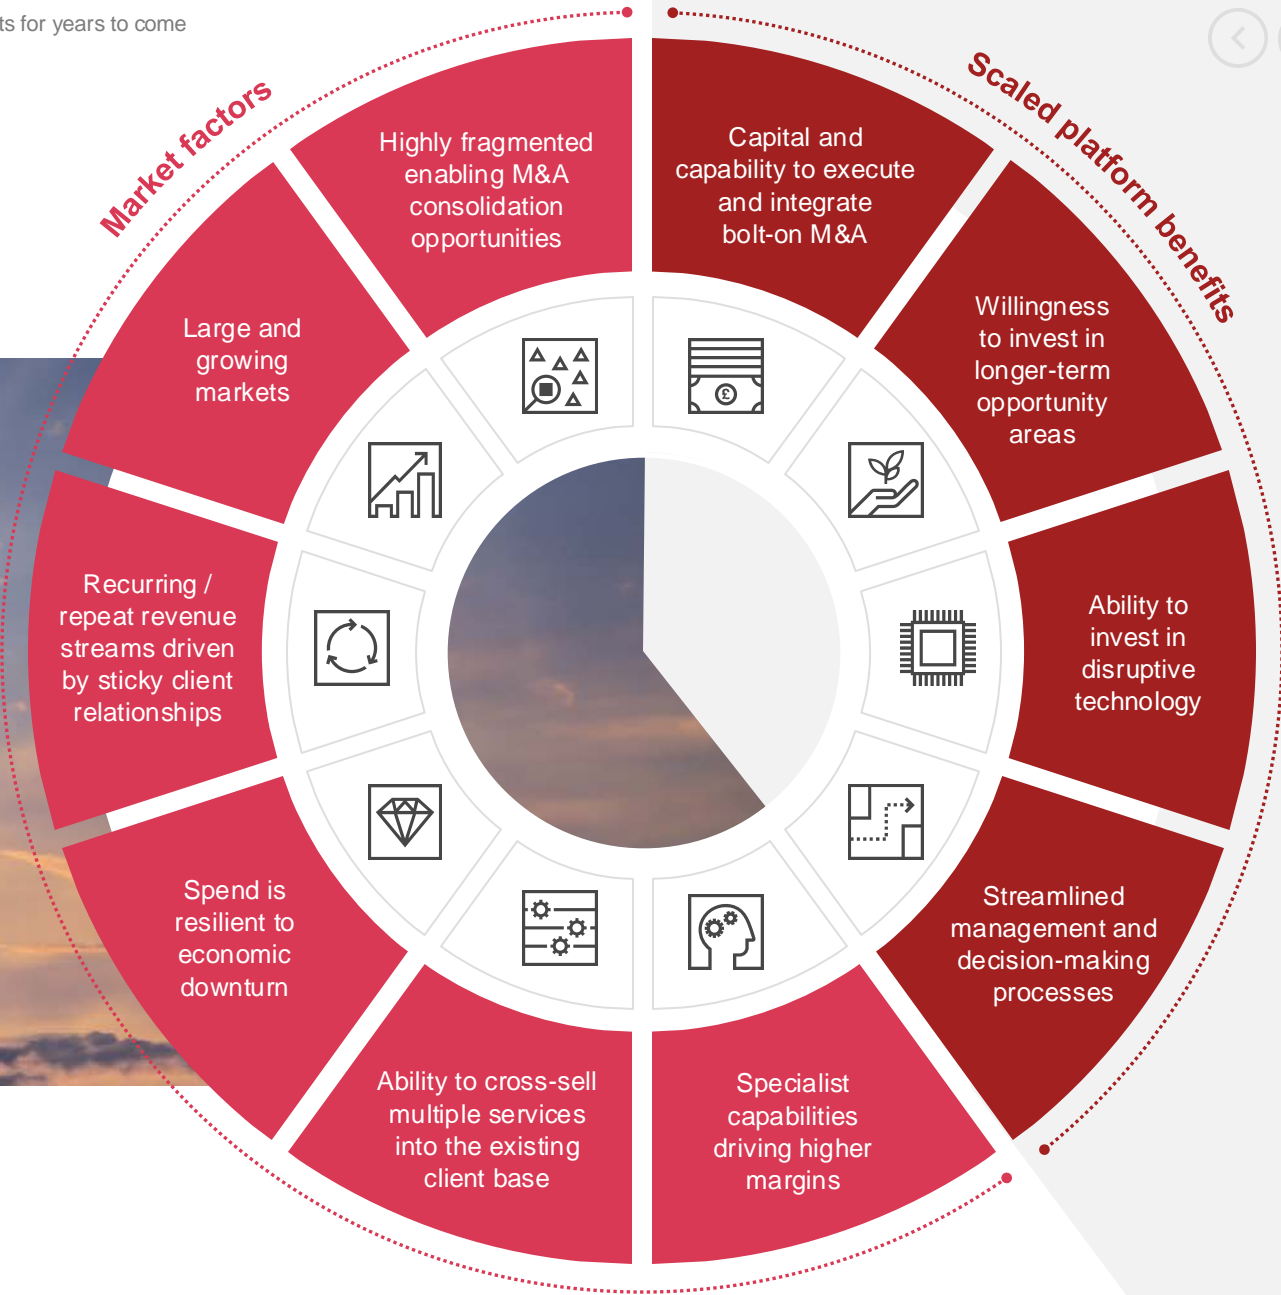 ts for years to come
Market factors
Scaled platform benefits
Highly fragmented
enabling M&A
consolidation
opportunities
Capital and
capability to execute
and integrate
bolt-on M&A
Willingness
to invest in
longer-term
opportunity
areas
Ability to
invest in
disruptive
technology
Streamlined
management and
decision-making
processes
Specialist
capabilities
driving higher
margins
Ability to cross-sell
multiple services
into the existing
client base
Spend is
resilient to
economic
downturn
Recurring /
repeat revenue
streams driven
by sticky client
relationships
Large and
growing
markets
£